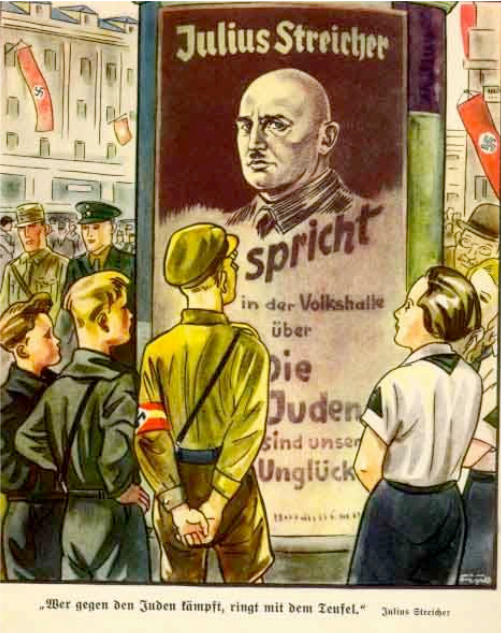 Julius Streicher
spricht
in der Volkshalle
über
Die
Juden
sind unser
Unglück
„Wer gegen den Juden kämpft, ringt mit dem Teufel.“ Julius Streicher